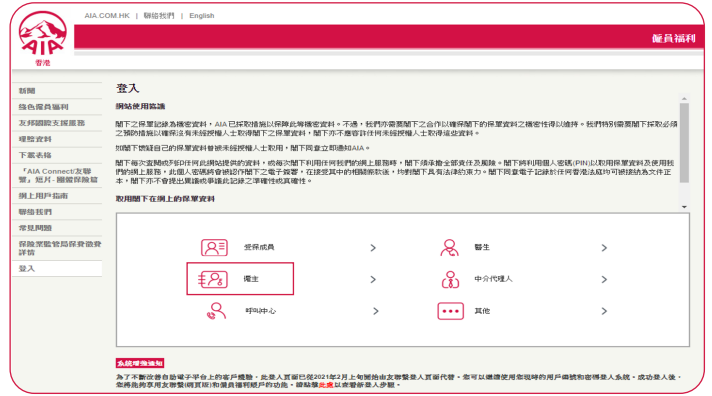 AIA.COM.HK | 聯絡我們 | English
僱員福利
AIA
香港
新聞
綠色僱員福利
友邦國際支援服務
理賠資料
下載表格
「AIA Connect/友聯
繫」短片 - 團體保險篇
網上用戶指南
聯絡我們
常見問題
保險業監管局保費徵費
詳情
登入
登入
網站使用協議
閣下之保單記錄為機密資料，AIA 已採取措施以保障此等機密資料。不過，我們亦需要閣下之合作以確保閣下的保單資料之機密性得以維持。我們特別需要閣下採取必須
之預防措施以確保沒有未經授權人士取得閣下之保單資料，閣下亦不應容許任何未經授權人士取得這些資料。
如閣下懷疑自己的保單資料曾被未經授權人士取用，閣下同意立即通知AIA。
閣下每次查閱或列印任何此網站提供的資料，或每次閣下利用任何我們的網上服務時，閣下須承擔全部責任及風險。閣下將利用個人密碼(PIN)以取用保單資料及使用我
們的網上服務，此個人密碼將會被認作閣下之電子簽署，在接受其中的相關條款後，均對閣下具有法律約束力。閣下同意電子記錄於任何香港法庭均可被接納為文件正
本，閣下亦不會提出異議或爭議此記錄之準確性或真確性。
取用閣下在網上的保單資料
受保成員
醫生
僱主
中介代理人
呼叫中心
其他
系統增強通知
為了不斷改善自助電子平台上的客戶體驗，此登入頁面已從2021年2月上旬開始由友聯繫登入頁面代替。您可以繼續使用您現時的用戶編號和密碼登入系統。成功登入後，
您將能夠享用友聯繫(網頁版)和僱員福利賬戶的功能。請點擊此處以查看新登入步驟。